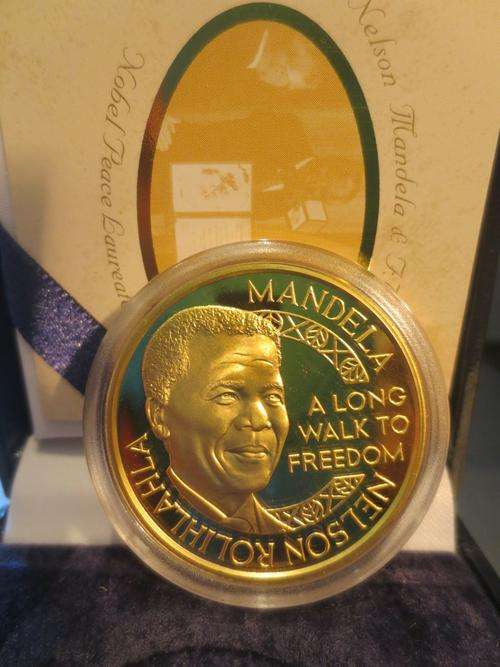 Nobel Peace Laureat
Nelson Mandela & F.
MANDELA
A LONG
WALK TO
FREEDOM
NELSON ROLIHLAHLA